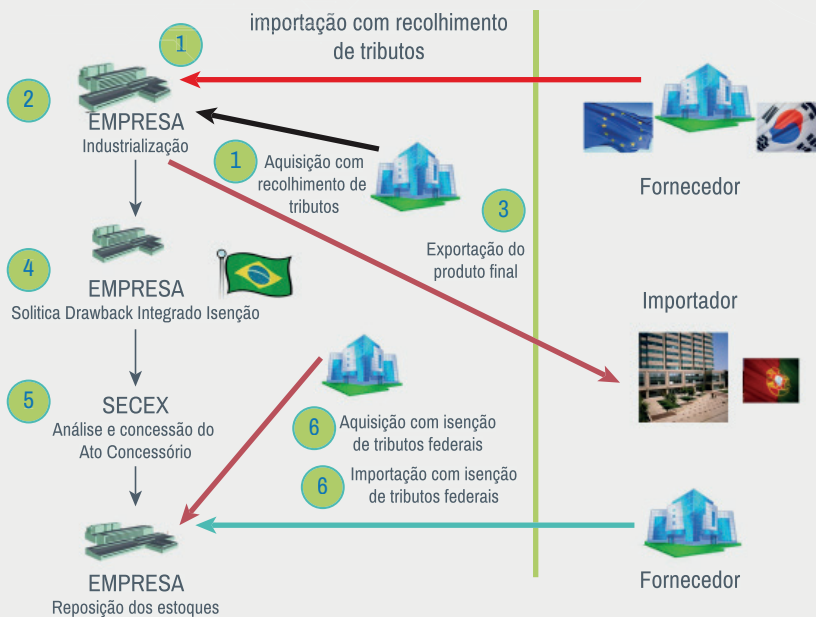 importação com recolhimento
de tributos
1
2
EMPRESA
Industrialização
1
Aquisição com
recolhimento de
tributos
Fornecedor
3
Exportação do
produto final
4
EMPRESA
Solitica Drawback Integrado Isenção
Importador
5
SECEX
Análise e concessão do
Ato Concessório
6
Aquisição com isenção
de tributos federais
6
Importação com isenção
de tributos federais
EMPRESA
Reposição dos estoques
Fornecedor